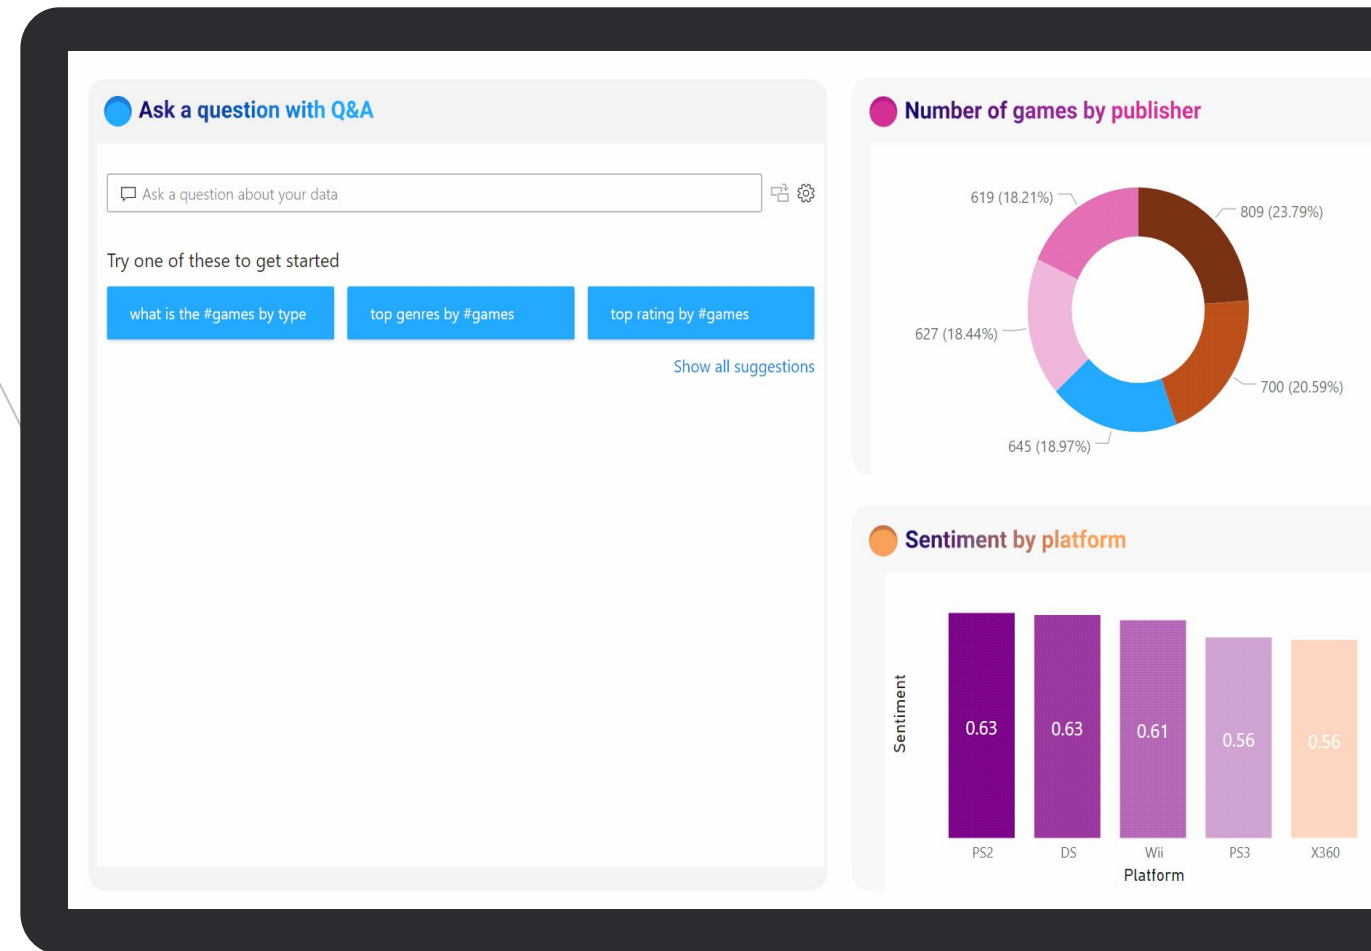 Ask a question with Q&A
Ask a question about your data
Try one of these to get started
what is the #games by type
top genres by #games
top rating by #games
Show all suggestions
Number of games by publisher
619 (18.21%)
809 (23.79%)
627 (18.44%)
700 (20.59%)
645 (18.97%)
Sentiment by platform
Sentiment
0.63
0.63
0.61
0.56
0.56
PS2
DS
Wii
PS3
X360
Platform